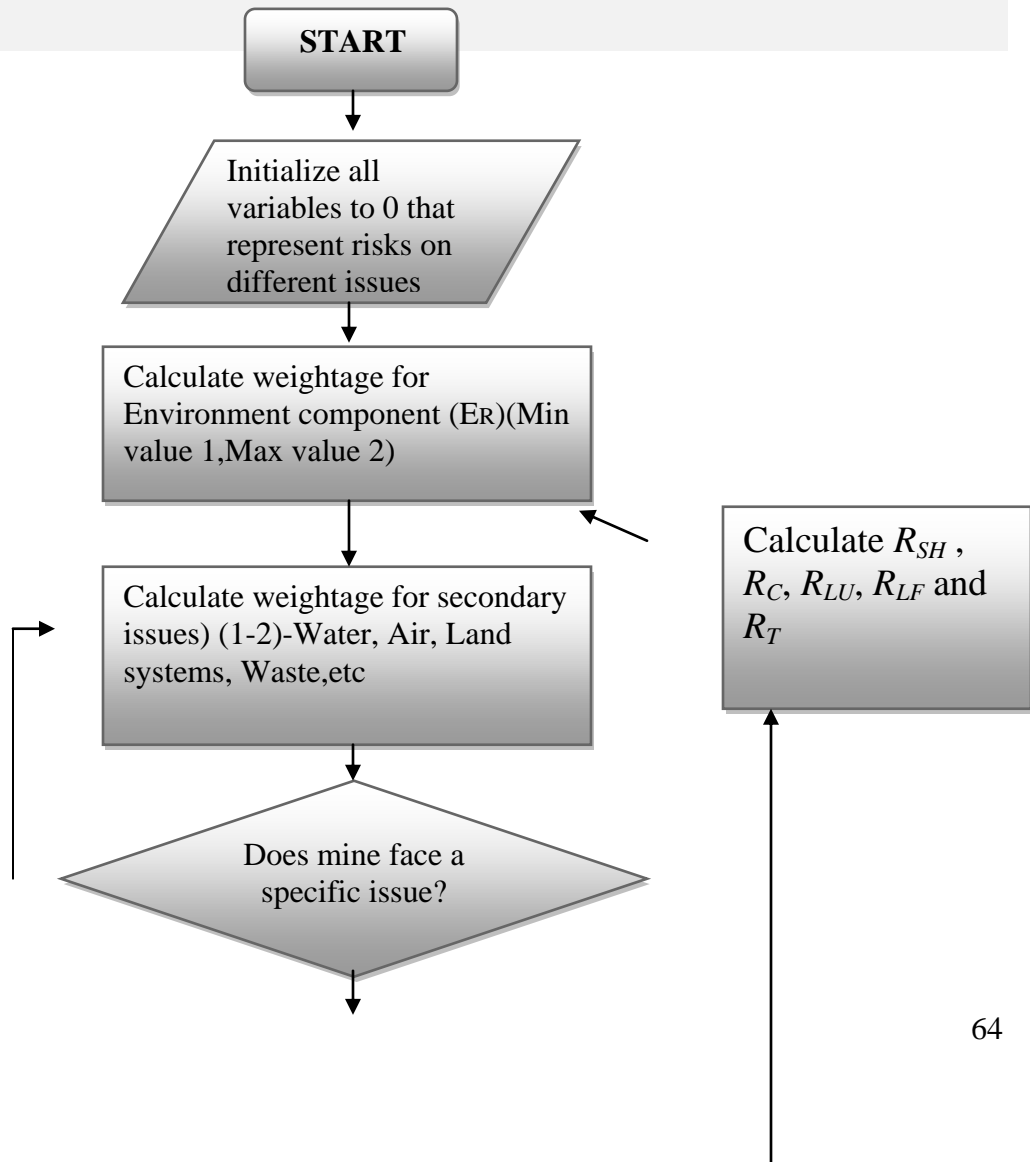 START
Initialize all
variables to 0 that
represent risks on
different issues
Calculate weightage for
Environment component (ER)(Min
value 1,Max value 2)
Calculate weightage for secondary
issues) (1-2)-Water, Air, Land
systems, Waste,etc
Does mine face a
specific issue?
Calculate RSH ,
RC, RLU, RLF and
RT
64